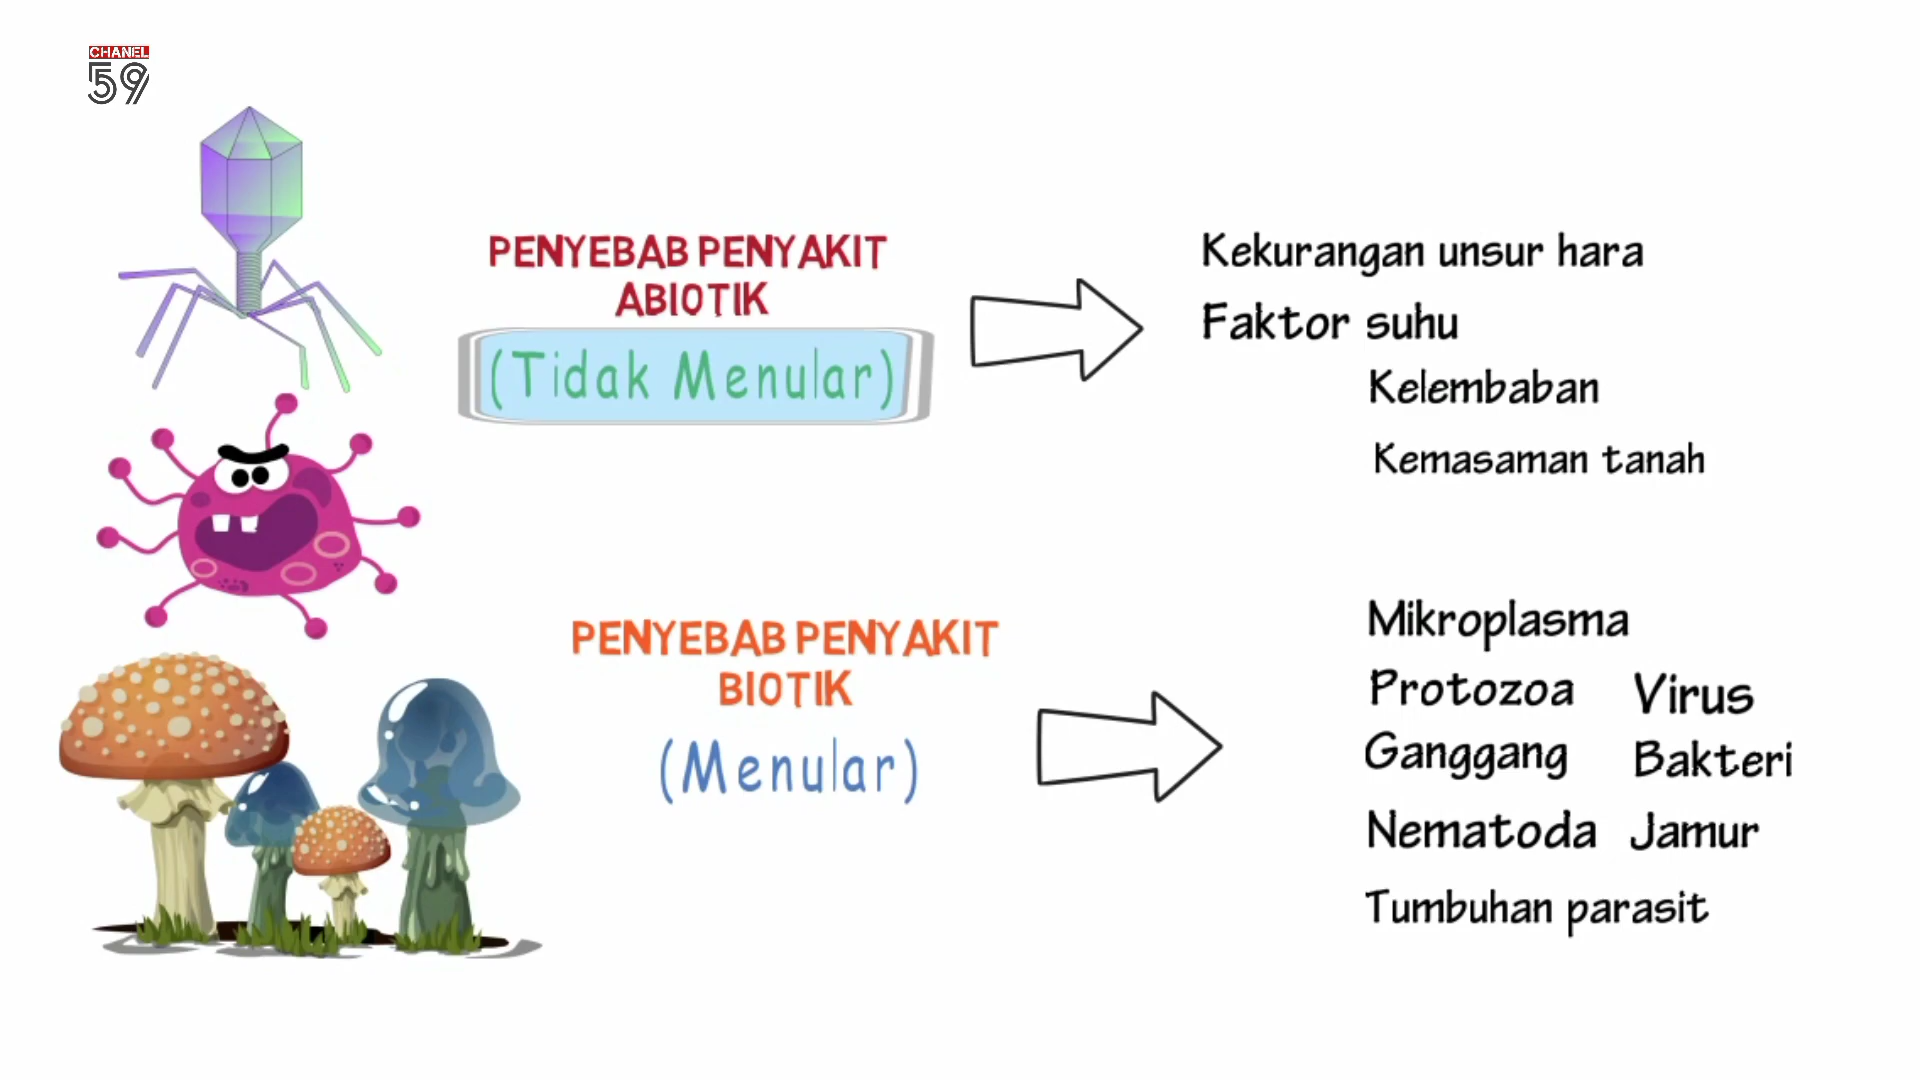 CHANEL
59
PENYEBAB PENYAKIT
ABIOTIK
(Tidak Menular)
Kekurangan unsur hara
Faktor suhu
Kelembaban
Kemasaman tanah
PENYEBAB PENYAKIT
BIOTIK
(Menular)
Mikroplasma
Protozoa Virus
Ganggang Bakteri
Nematoda Jamur
Tumbuhan parasit